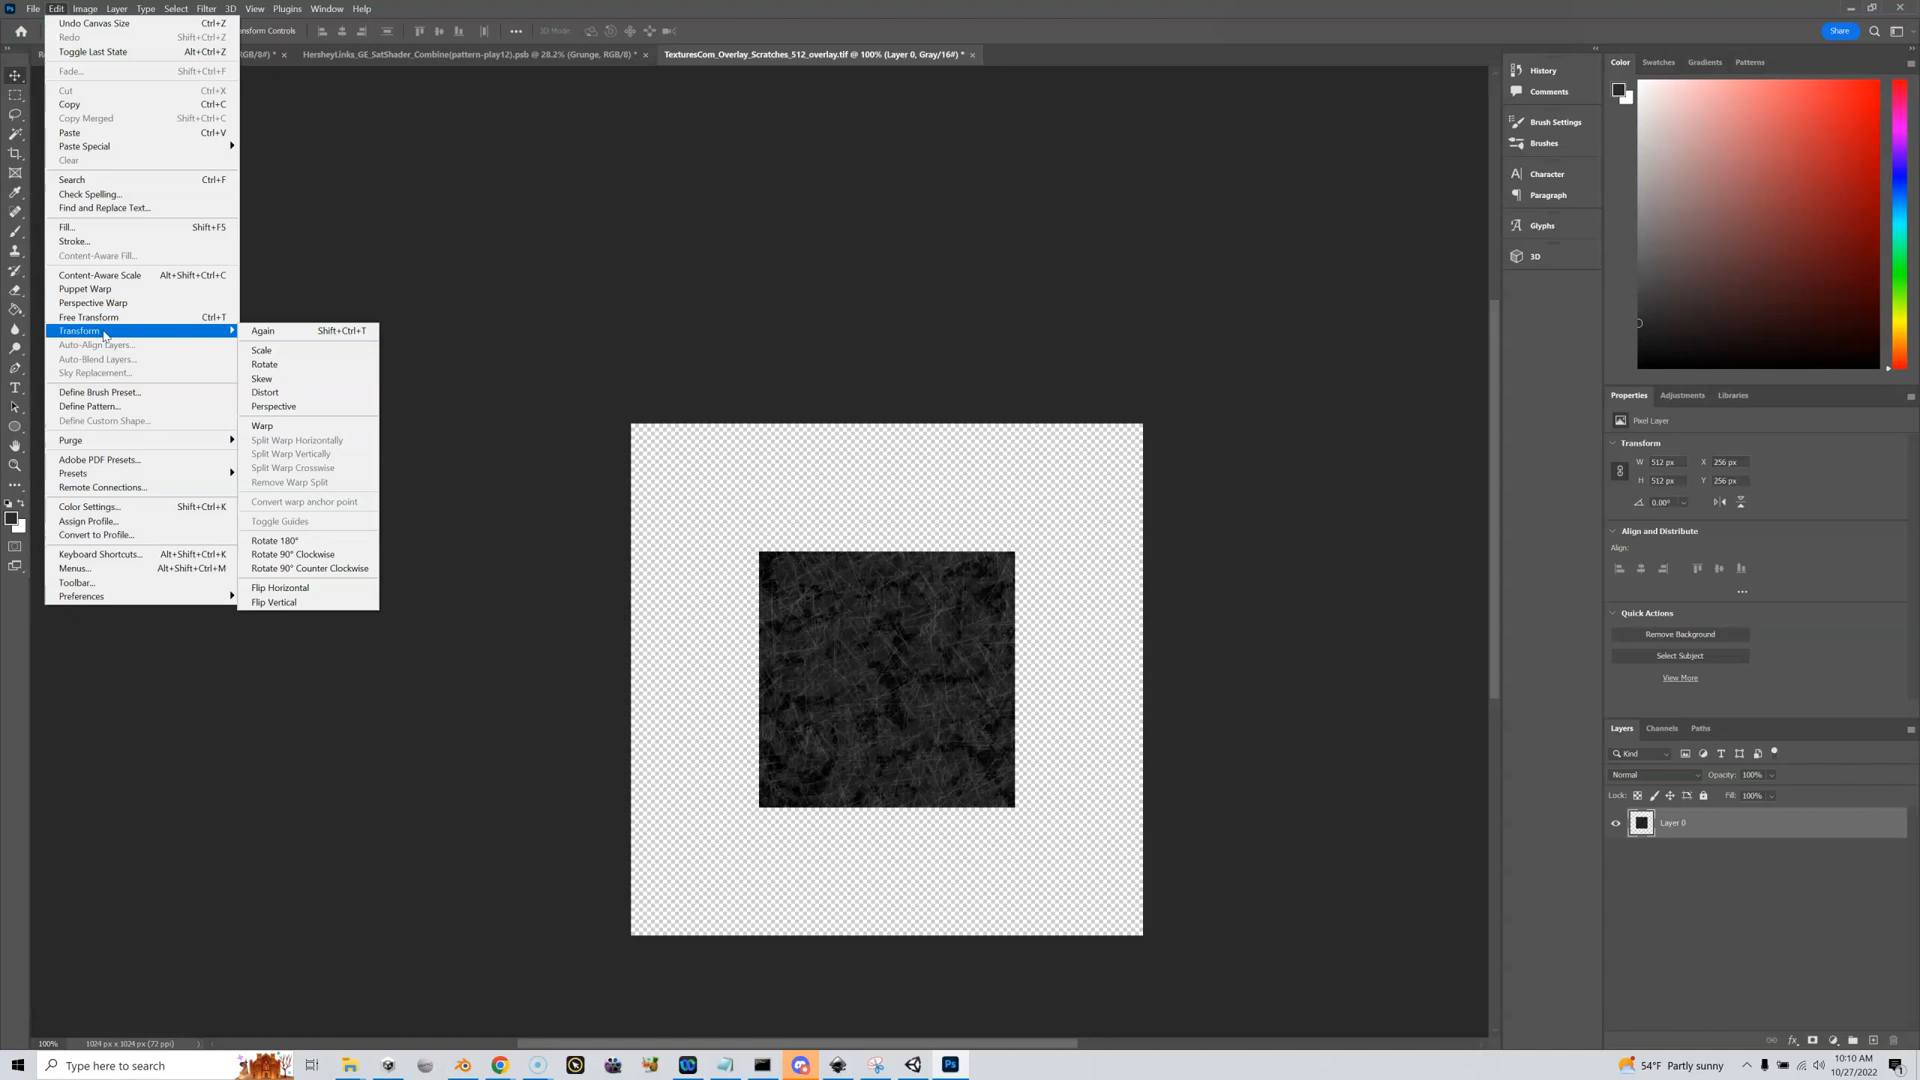 File Edit Image Layer Type Select Filter 3D View Plugins Window Help
Transform Controls 3D Mode: Share
RGB/8#) * × HersheyLinks_GE_SatShader_Combine(pattern-play12).psb @ 28.2% (Grunge, RGB/8) * × TexturesCom_Overlay_Scratches_512_overlay.tif @ 100% (Layer 0, Gray/16#) * ×
Undo Canvas Size Ctrl+Z
Redo Shift+Ctrl+Z
Toggle Last State Alt+Ctrl+Z
Fade... Shift+Ctrl+F
Cut Ctrl+X
Copy Ctrl+C
Copy Merged Shift+Ctrl+C
Paste Ctrl+V
Paste Special
Clear
Search Ctrl+F
Check Spelling...
Find and Replace Text...
Fill... Shift+F5
Stroke...
Content-Aware Fill...
Content-Aware Scale Alt+Shift+Ctrl+C
Puppet Warp
Perspective Warp
Free Transform Ctrl+T
Transform
Auto-Align Layers...
Auto-Blend Layers...
Sky Replacement...
Define Brush Preset...
Define Pattern...
Define Custom Shape...
Purge
Adobe PDF Presets...
Presets
Remote Connections...
Color Settings... Shift+Ctrl+K
Assign Profile...
Convert to Profile...
Keyboard Shortcuts... Alt+Shift+Ctrl+K
Menus... Alt+Shift+Ctrl+M
Toolbar...
Preferences
Again Shift+Ctrl+T
Scale
Rotate
Skew
Distort
Perspective
Warp
Split Warp Horizontally
Split Warp Vertically
Split Warp Crosswise
Remove Warp Split
Convert warp anchor point
Toggle Guides
Rotate 180°
Rotate 90° Clockwise
Rotate 90° Counter Clockwise
Flip Horizontal
Flip Vertical
History
Comments
Brush Settings
Brushes
Character
Paragraph
Glyphs
3D
Color Swatches Gradients Patterns
Properties Adjustments Libraries
Pixel Layer
Transform
W 512 px X 256 px
H 512 px Y 256 px
0.00°
Align and Distribute
Align:
Quick Actions
Remove Background
Select Subject
View More
Layers Channels Paths
Kind
Normal Opacity: 100%
Lock: Fill: 100%
Layer 0
100% 1024 px x 1024 px (72 ppi)
Type here to search
Ps
54°F Partly sunny
10:10 AM
10/27/2022